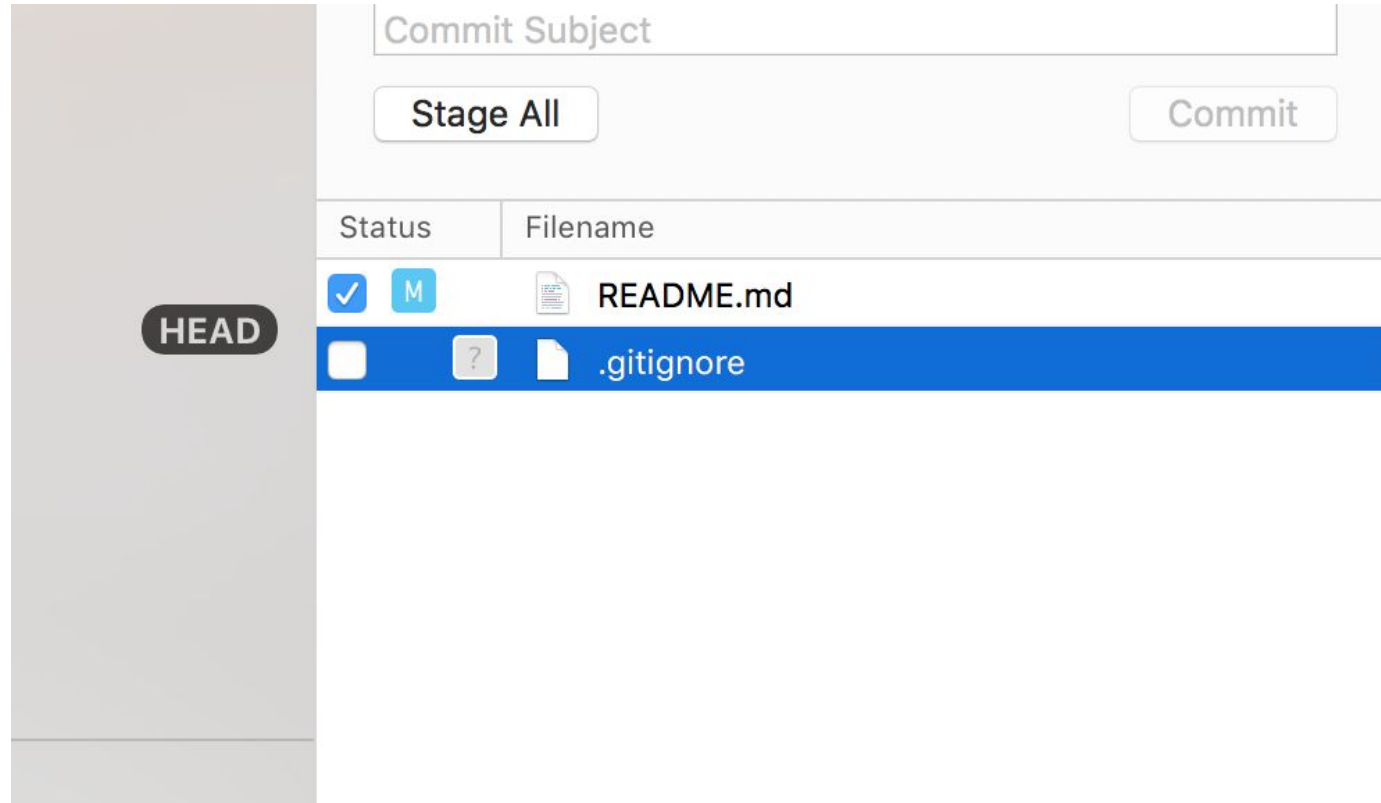 Commit Subject
Stage All Commit
Status Filename
M README.md
HEAD
? .gitignore